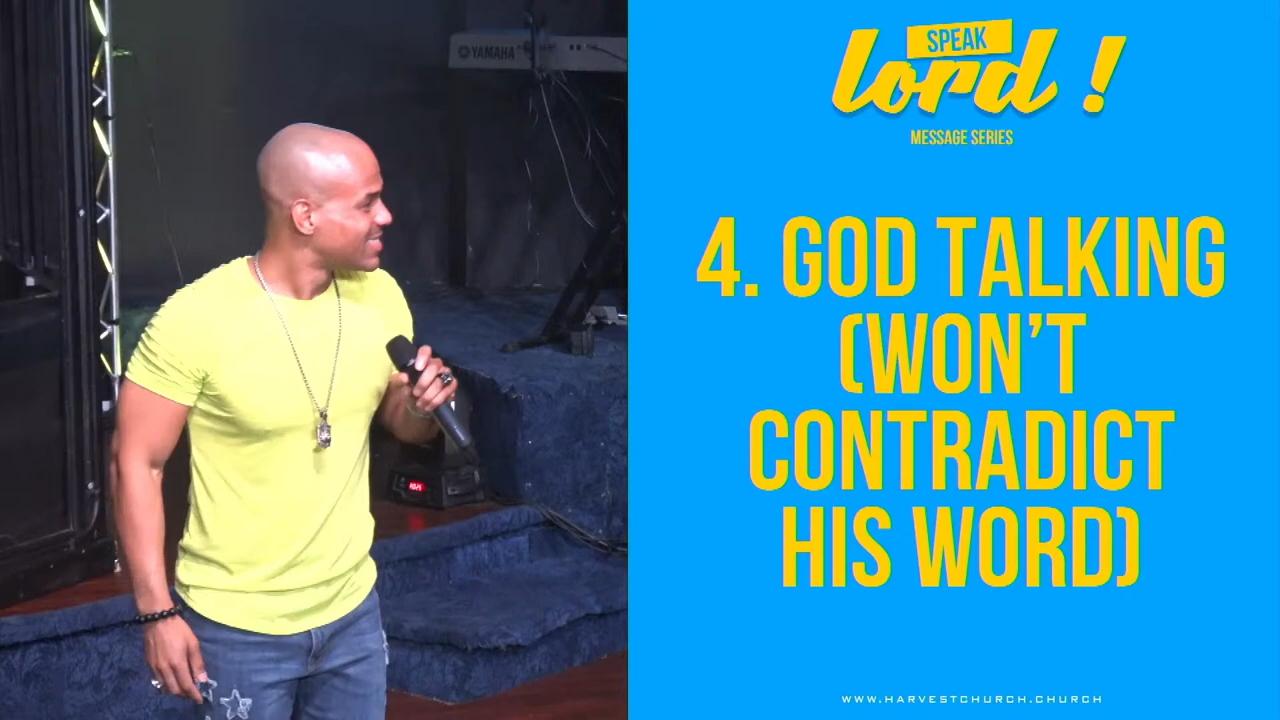 YAMAHA
SPEAK
lord!
MESSAGE SERIES
4. GOD TALKING
(WON'T
CONTRADICT
HIS WORD)
WWW.HARVESTCHURCH.CHURCH